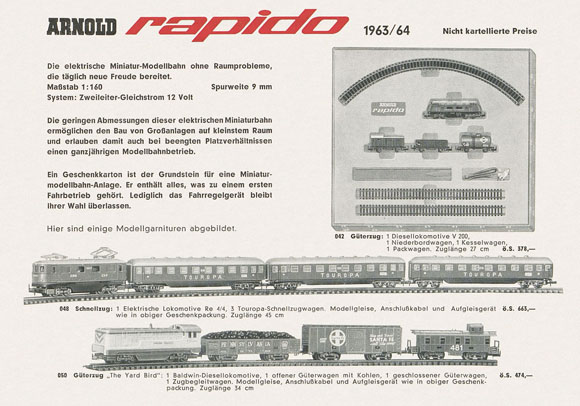 ARNOLD rapido 1963/64 Nicht kartellierte Preise
Die elektrische Miniatur-Modellbahn ohne Raumprobleme,
die täglich neue Freude bereitet.
Maßstab 1:160 Spurweite 9 mm
System: Zweileiter-Gleichstrom 12 Volt
Die geringen Abmessungen dieser elektrischen Miniaturbahn
ermöglichen den Bau von Großanlagen auf kleinstem Raum
und erlauben damit auch bei beengten Platzverhältnissen
einen ganzjährigen Modellbahnbetrieb.
Ein Geschenkkarton ist der Grundstein für eine Miniatur-
modellbahn-Anlage. Er enthält alles, was zu einem ersten
Fahrbetrieb gehört. Lediglich das Fahrregelgerät bleibt
Ihrer Wahl überlassen.
Hier sind einige Modellgarnituren abgebildet.
ARNOLD
rapido
042 Güterzug: 1 Diesellokomotive V 200,
1 Niederbordwagen, 1 Kesselwagen,
1 Packwagen. Zuglänge 27 cm ö.S. 378,—
TOUROPA TOUROPA TOUROPA
048 Schnellzug: 1 Elektrische Lokomotive Re 4/4, 3 Touropa-Schnellzugwagen. Modellgleise, Anschlußkabel und Aufgleisgerät
wie in obiger Geschenkpackung. Zuglänge 45 cm ö.S. 663,—
PENNSYLVANIA
SANTA FE
481
050 Güterzug „The Yard Bird": 1 Baldwin-Diesellokomotive, 1 offener Güterwagen mit Kohlen, 1 geschlossener Güterwagen,
1 Zugbegleitwagen. Modellgleise, Anschlußkabel und Aufgleisgerät wie in obiger Geschenk-
packung. Zuglänge 34 cm ö.S. 474,—